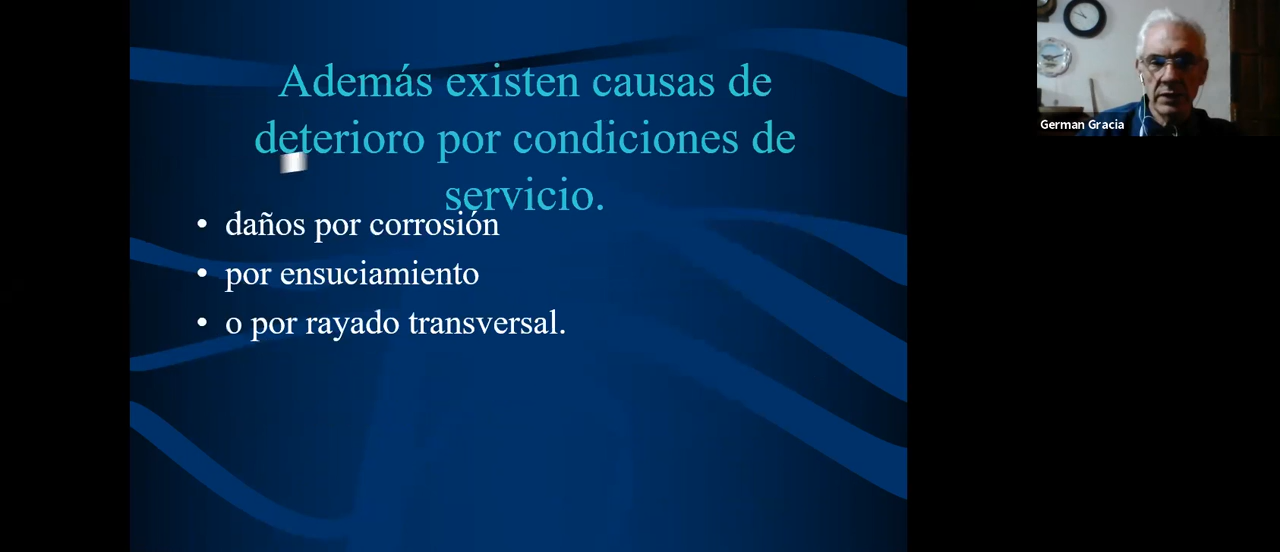 Además existen causas de
deterioro por condiciones de
servicio.
• daños por corrosión
• por ensuciamiento
• o por rayado transversal.
German Gracia